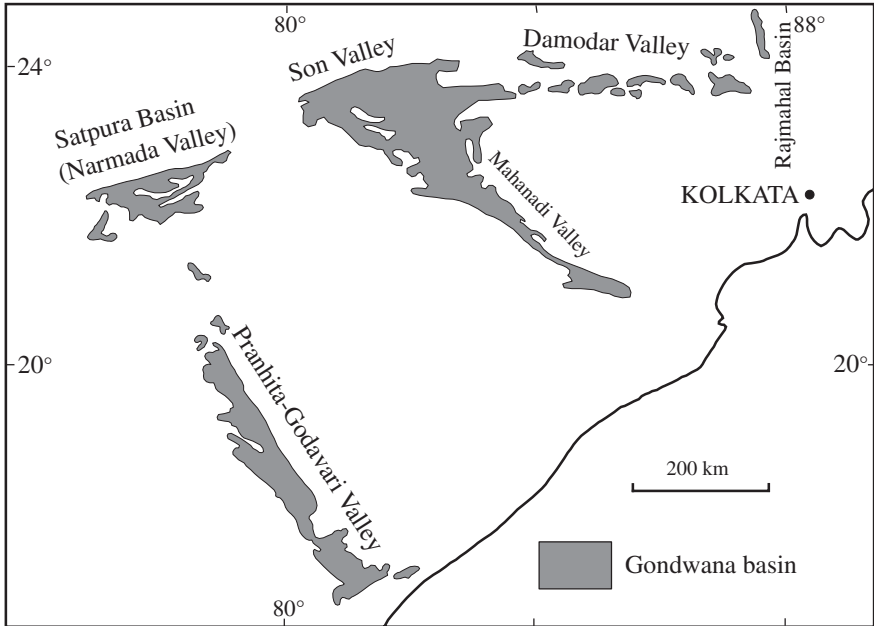 80°
88°
24°
Son Valley
Damodar Valley
Rajmahal Basin
Satpura Basin
(Narmada Valley)
Mahanadi Valley
KOLKATA
20°
20°
Pranhita-Godavari Valley
200 km
Gondwana basin
80°